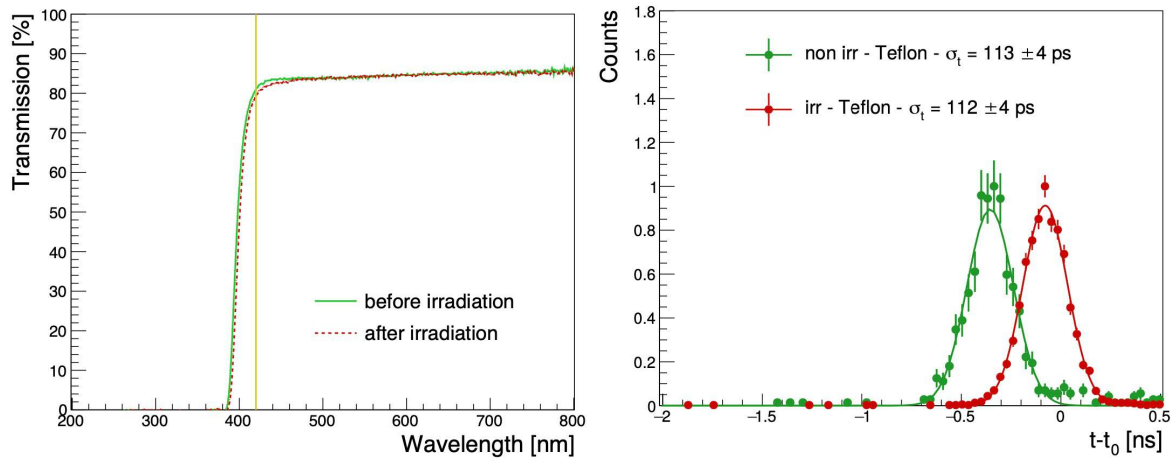 Transmission [%]
100
90
80
70
60
50
40
30
20
10
0
before irradiation
after irradiation
200 300 400 500 600 700 800
Wavelength [nm]
Counts
1.8
1.6
1.4
1.2
1
0.8
0.6
0.4
0.2
0
non irr - Teflon - σt = 113 ±4 ps
irr - Teflon - σt = 112 ±4 ps
−2 −1.5 −1 −0.5 0 0.5
t-t0 [ns]